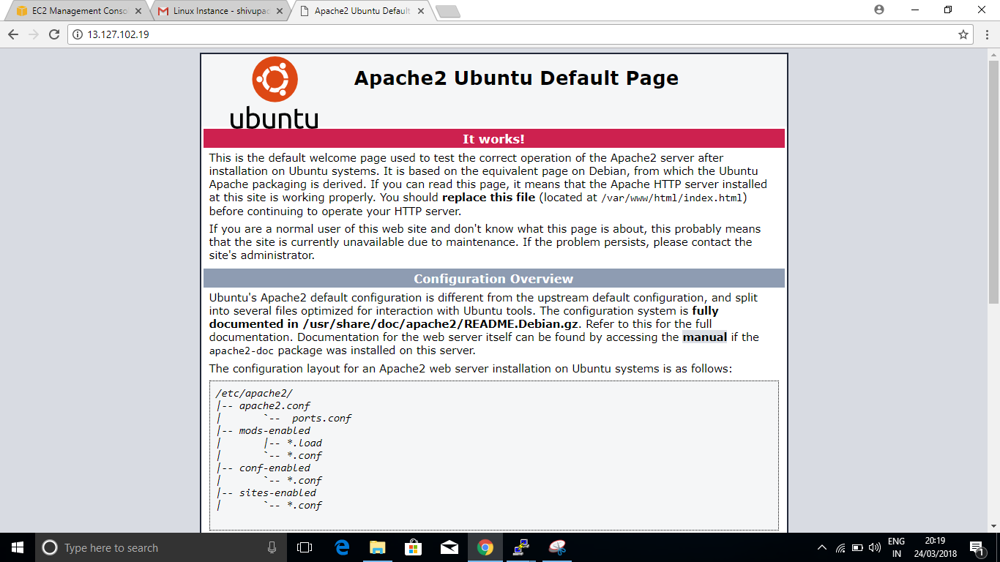 EC2 Management Conso
Linux Instance - shivupa
Apache2 Ubuntu Default
13.127.102.19
ubuntu
Apache2 Ubuntu Default Page
It works!
This is the default welcome page used to test the correct operation of the Apache2 server after
installation on Ubuntu systems. It is based on the equivalent page on Debian, from which the Ubuntu
Apache packaging is derived. If you can read this page, it means that the Apache HTTP server installed
at this site is working properly. You should replace this file (located at /var/www/html/index.html)
before continuing to operate your HTTP server.
If you are a normal user of this web site and don't know what this page is about, this probably means
that the site is currently unavailable due to maintenance. If the problem persists, please contact the
site's administrator.
Configuration Overview
Ubuntu's Apache2 default configuration is different from the upstream default configuration, and split
into several files optimized for interaction with Ubuntu tools. The configuration system is fully
documented in /usr/share/doc/apache2/README.Debian.gz. Refer to this for the full
documentation. Documentation for the web server itself can be found by accessing the manual if the
apache2-doc package was installed on this server.
The configuration layout for an Apache2 web server installation on Ubuntu systems is as follows:
/etc/apache2/
|-- apache2.conf
|       `--  ports.conf
|-- mods-enabled
|       |-- *.load
|       `-- *.conf
|-- conf-enabled
|       `-- *.conf
|-- sites-enabled
|       `-- *.conf
Type here to search
ENG
IN
20:19
24/03/2018
1